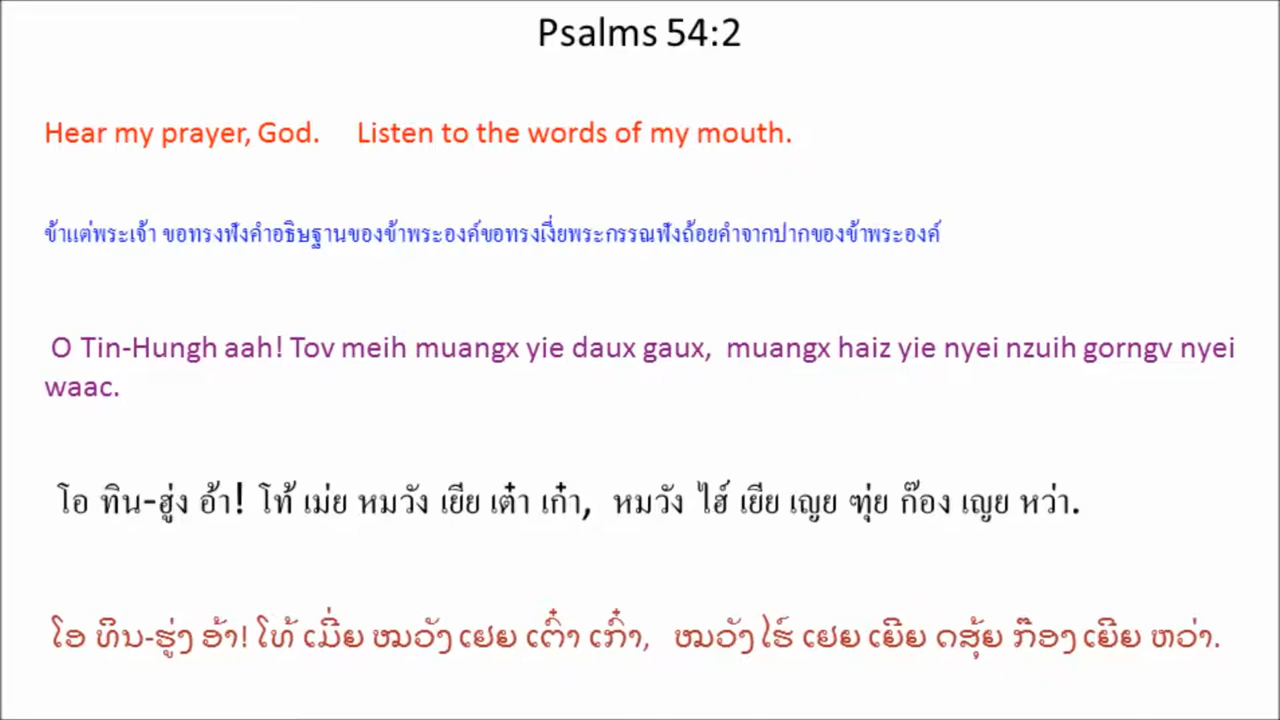 Psalms 54:2
Hear my prayer, God. Listen to the words of my mouth.
ข้าแต่พระเจ้า ขอทรงฟังคำอธิษฐานของข้าพระองค์ขอทรงเงี่ยพระกรรณฟังถ้อยคำจากปากของข้าพระองค์
O Tin-Hungh aah! Tov meih muangx yie daux gaux, muangx haiz yie nyei nzuih gorngv nyei
waac.
โอ ทิน-ฮู่ง อ้า! โท้ เม่ย หมวัง เยีย เต๋า เก๋า, หมวัง ไฮ์ เยีย เญย ฑุ่ย ก๊อง เญย หว่า.
ໂອ ທິນ-ຮູ່ງ ອ້າ! ໂທ້ ເມີ່ຍ ໝວັງ ເຢຍ ເຕົ໋າ ເກົ໋າ, ໝວັງ ໄຮ໌ ເຢຍ ເຍີຍ ດສຸ້ຍ ກ໊ອງ ເຍີຍ ຫວ່າ.